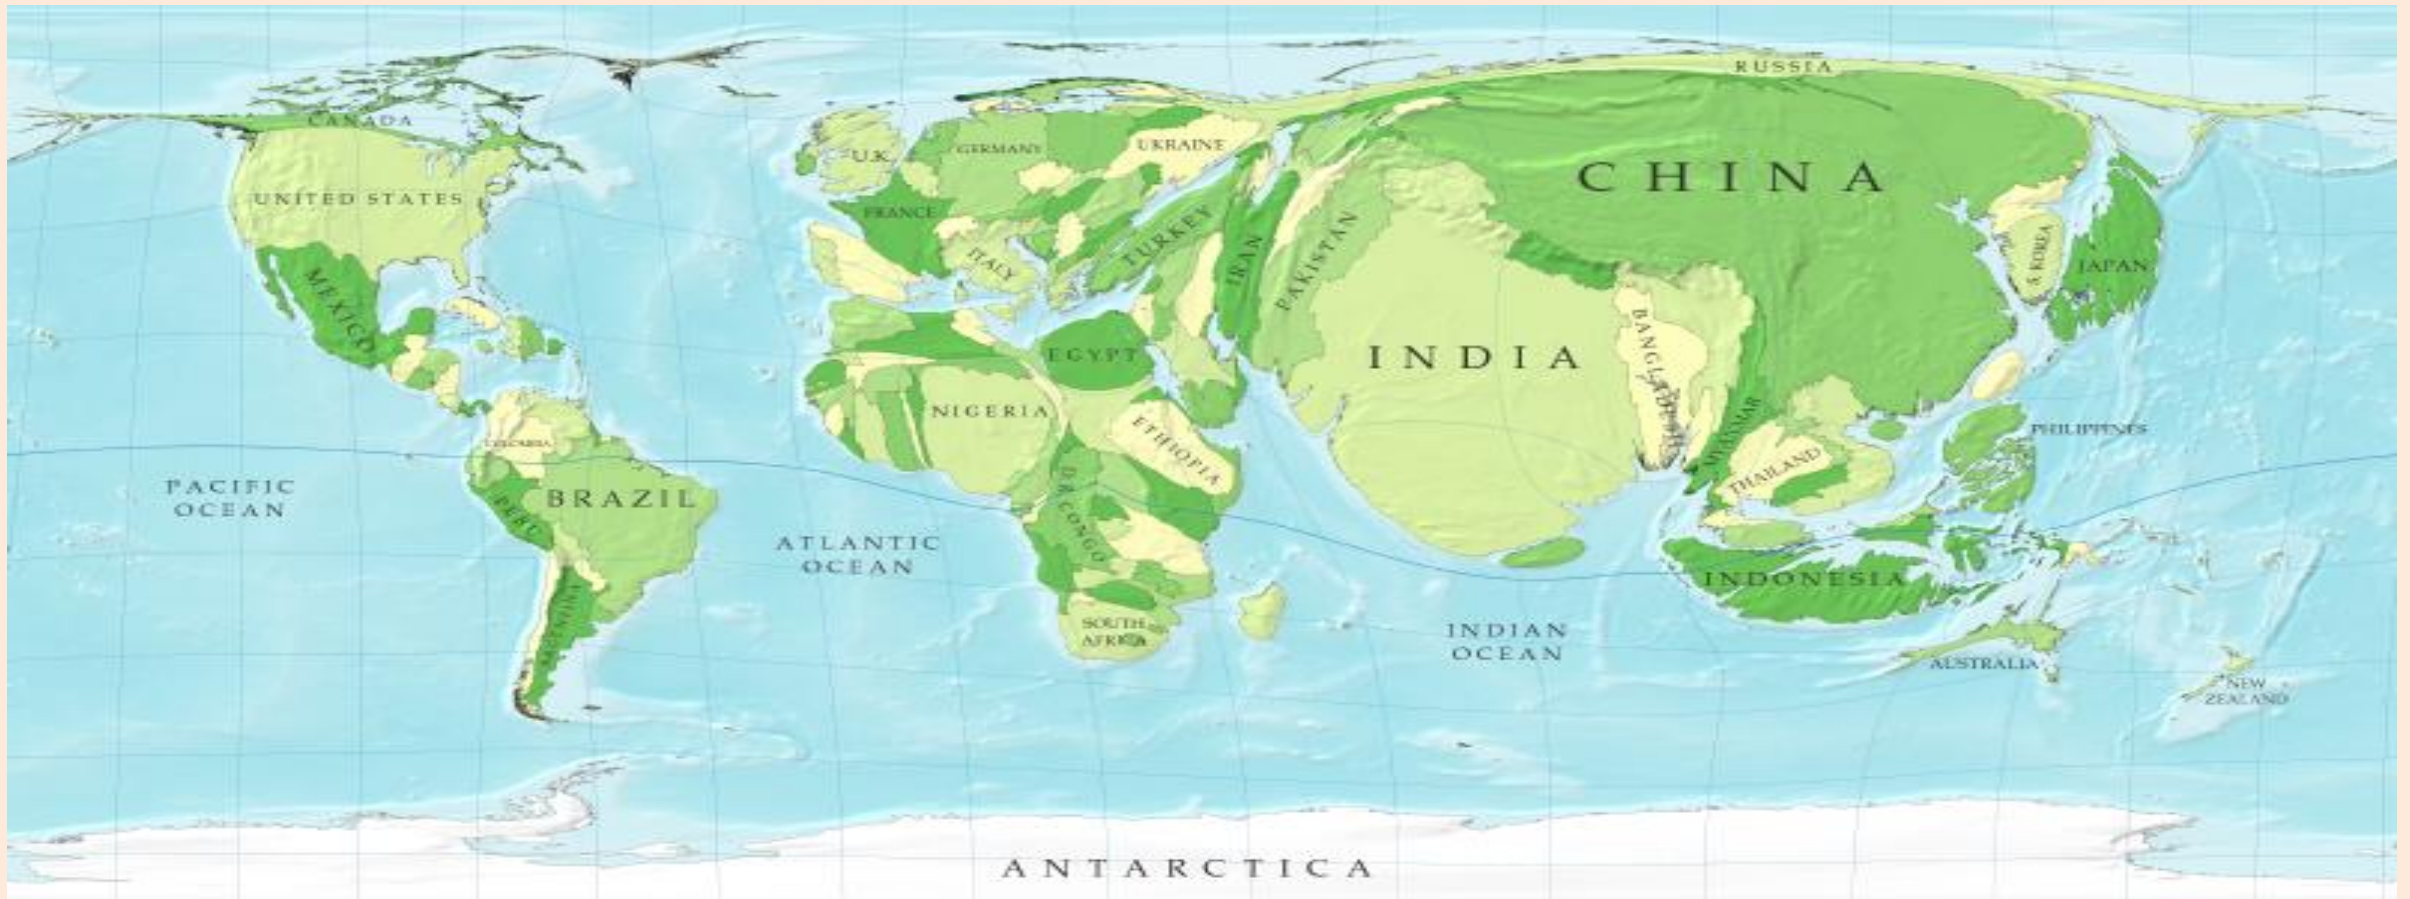 RUSSIA
CANADA
U.K.
GERMANY
UKRAINE
CHINA
UNITED STATES
FRANCE
TURKEY
ITALY
IRAN
PAKISTAN
S. KOREA
JAPAN
MEXICO
EGYPT
INDIA
BANGLADESH
NIGERIA
ETHIOPIA
MYANMAR
PHILIPPINES
COLOMBIA
THAILAND
PACIFIC
OCEAN
PERU
BRAZIL
D.R. CONGO
ATLANTIC
OCEAN
INDONESIA
ARGENTINA
SOUTH
AFRICA
INDIAN
OCEAN
AUSTRALIA
NEW
ZEALAND
ANTARCTICA